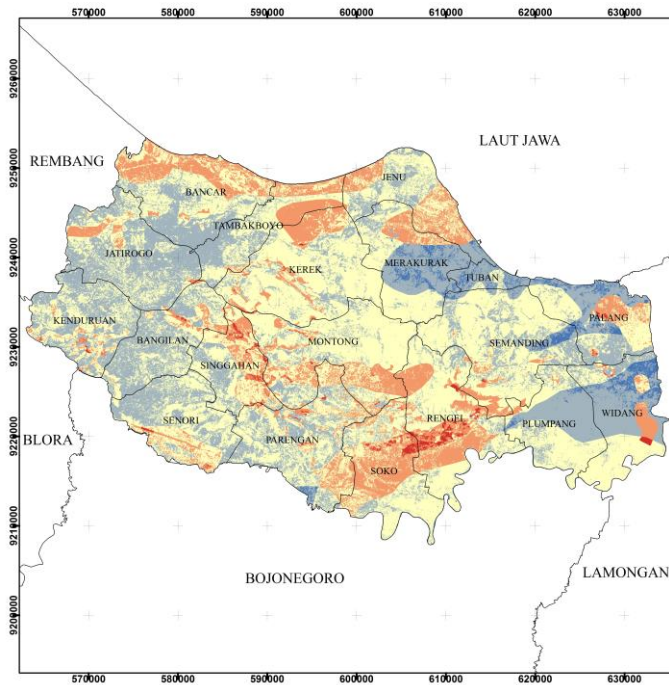 570000 580000 590000 600000 610000 620000 630000
9260000
LAUT JAWA
9250000
REMBANG
JENU
BANCAR
TAMBAKBOYO
9240000
JATIROGO
MERAKURAK
KEREK
TUBAN
KENDURUAN
PALANG
9230000
BANGILAN
MONTONG
SEMANDING
SINGGAHAN
SENORI
RENGEL
WIDANG
PLUMPANG
BLORA
9220000
PARENGAN
SOKO
9210000
BOJONEGORO
LAMONGAN
9200000
570000 580000 590000 600000 610000 620000 630000